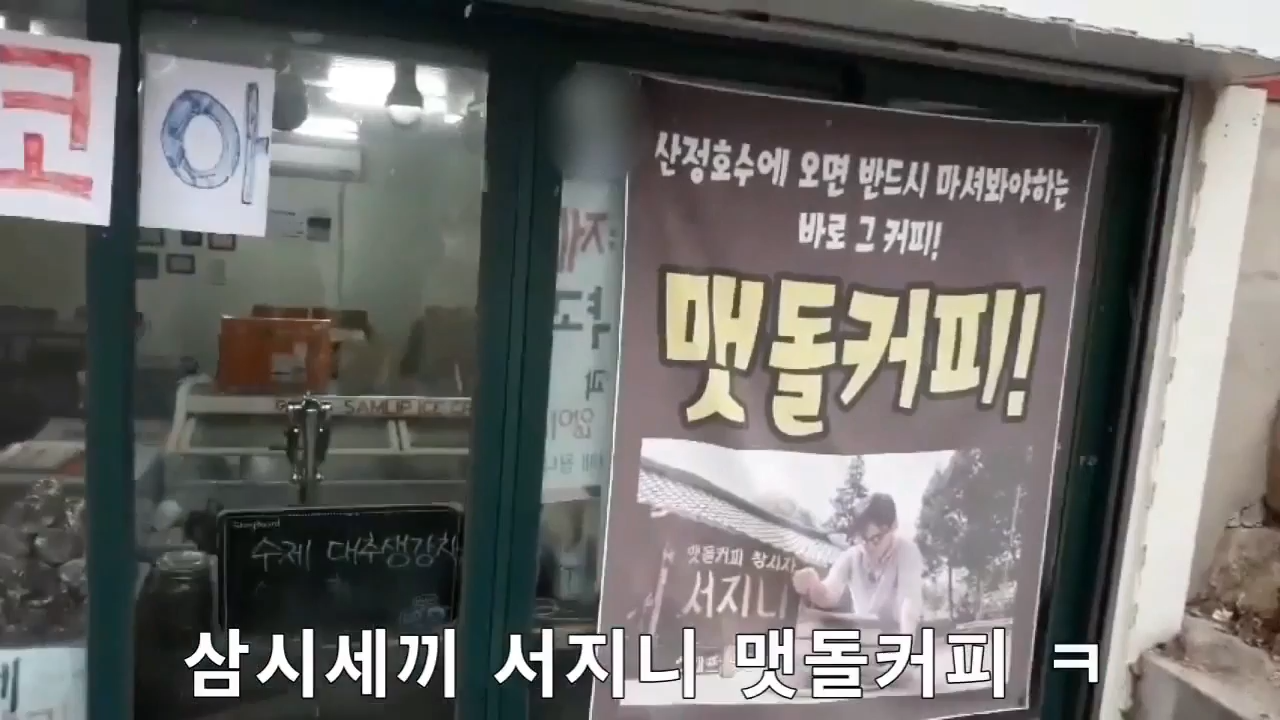 코 아
산정호수에 오면 반드시 마셔봐야하는
바로 그 커피!
맷돌커피!
맷돌커피 창시자
서지니
SAMLIP ICE
수제 대추생강차
삼시세끼 서지니 맷돌커피 ㅋ